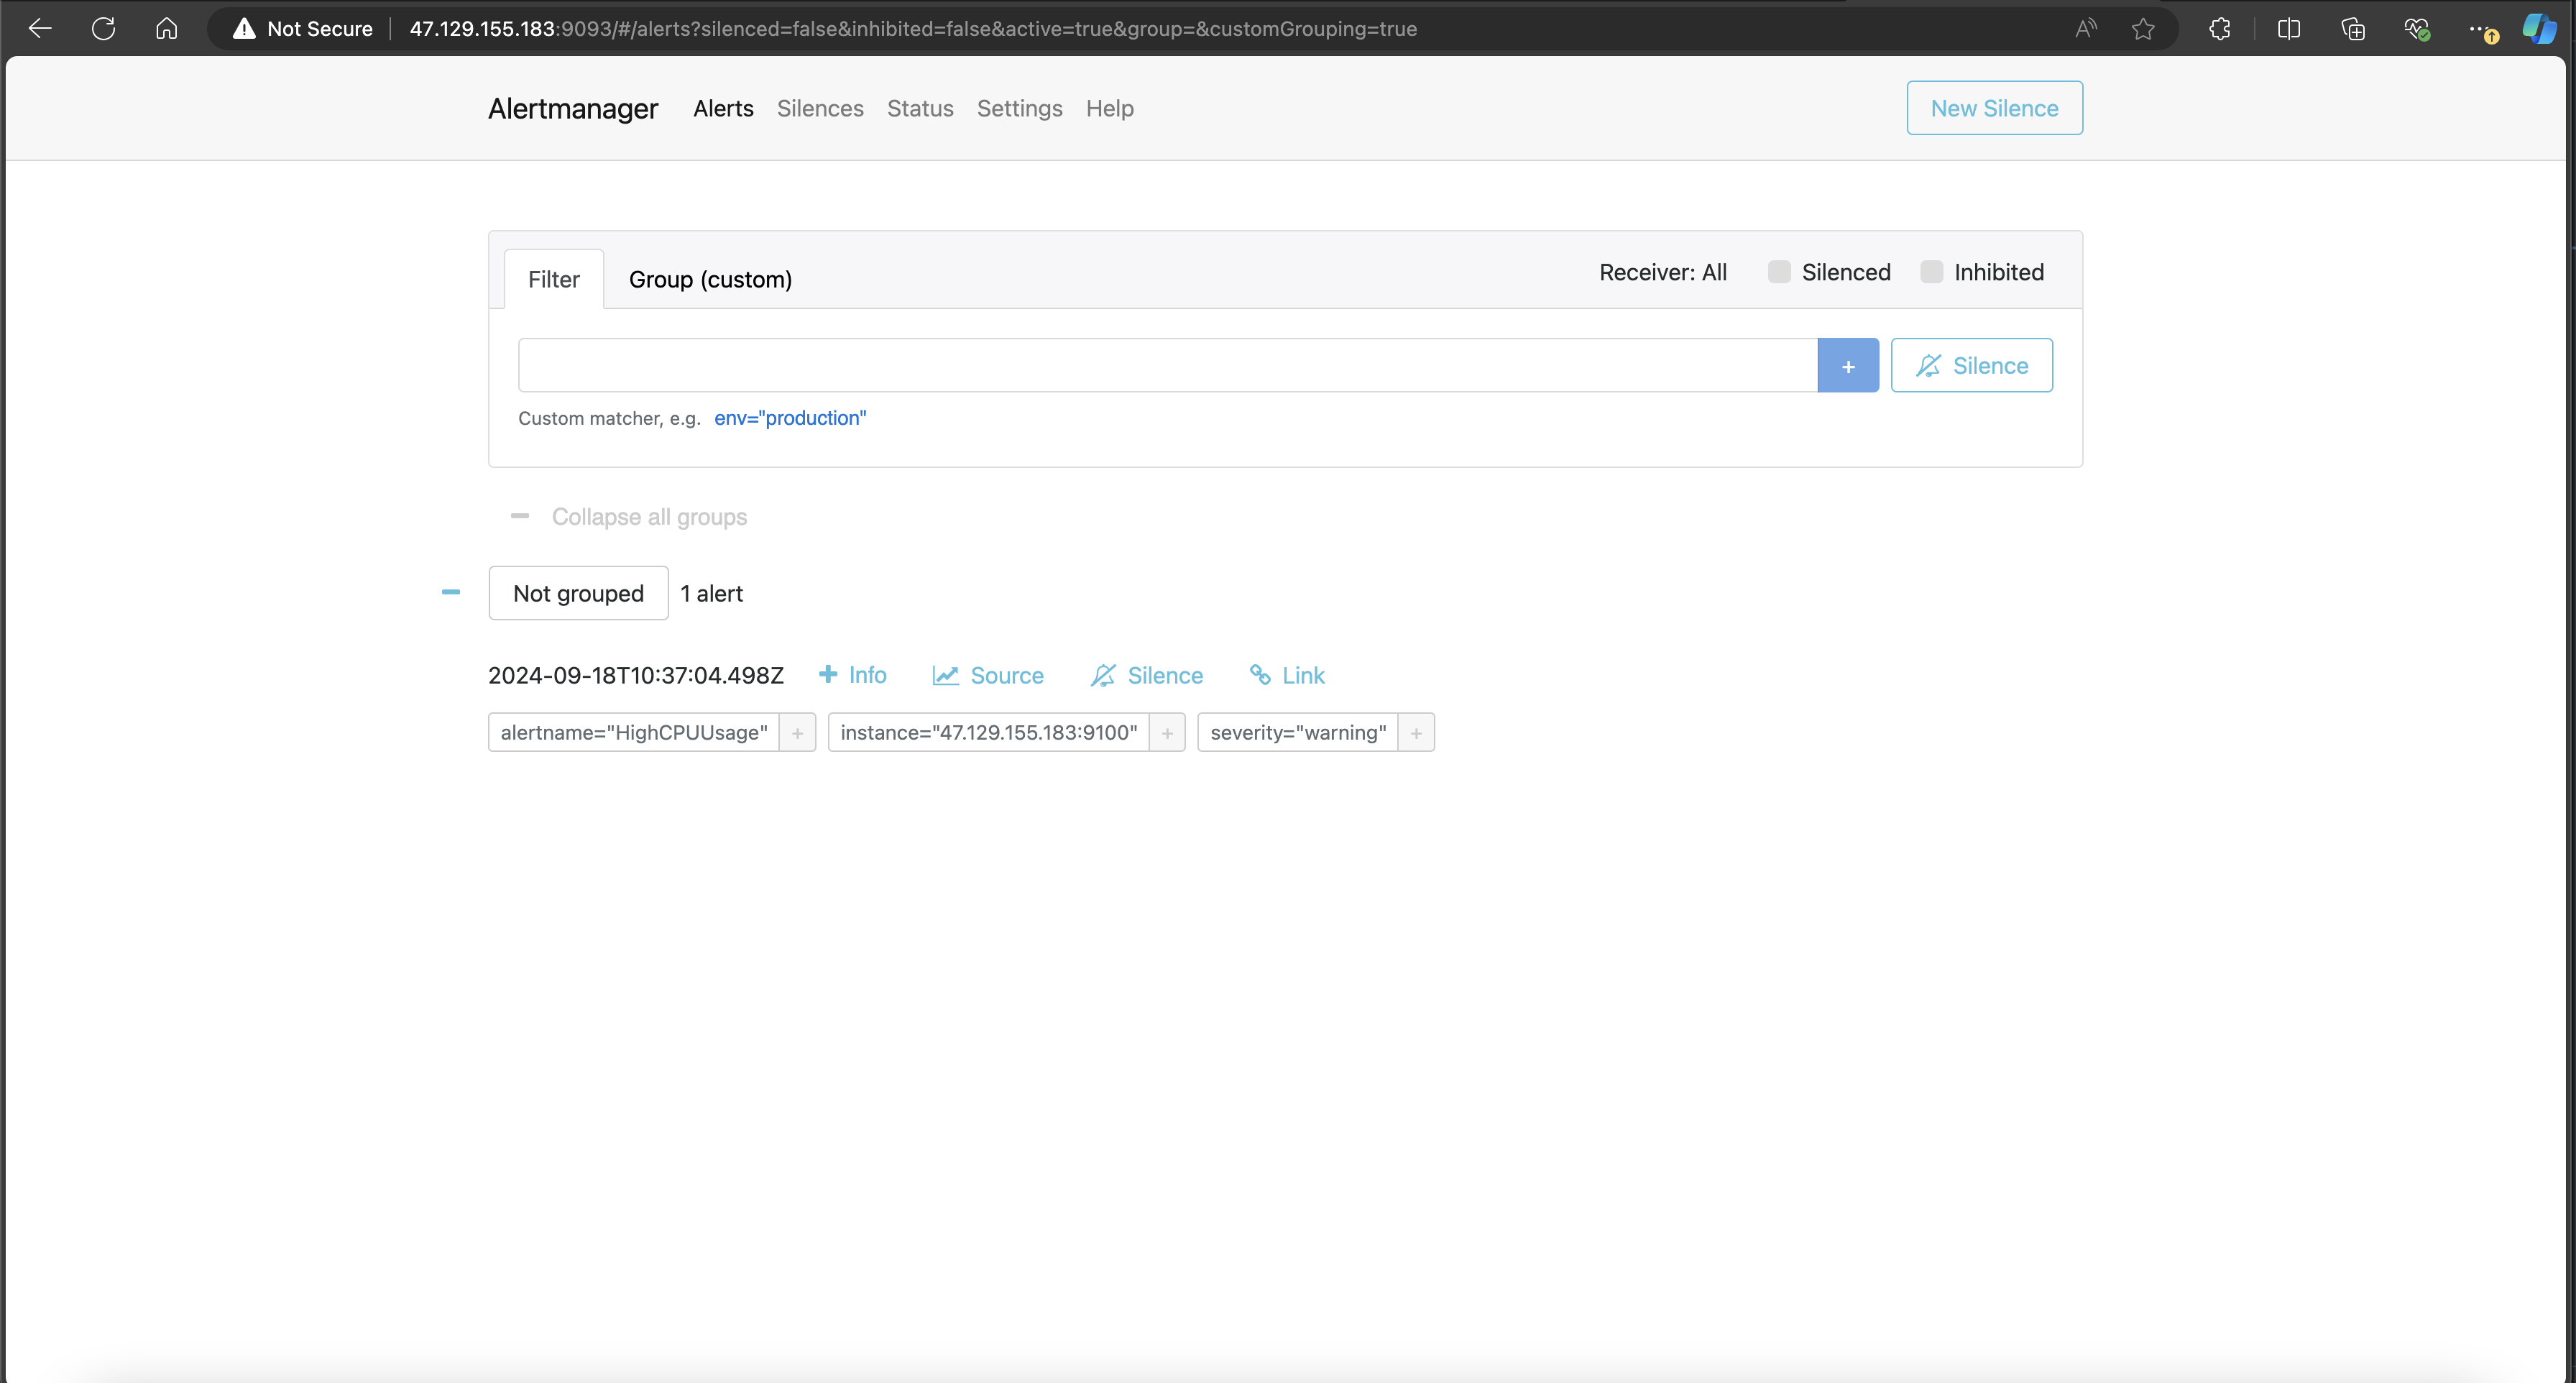 Not Secure 47.129.155.183:9093/#/alerts?silenced=false&inhibited=false&active=true&group=&customGrouping=true
Alertmanager Alerts Silences Status Settings Help New Silence
Filter Group (custom) Receiver: All Silenced Inhibited
+ Silence
Custom matcher, e.g. env="production"
Collapse all groups
Not grouped 1 alert
2024-09-18T10:37:04.498Z + Info Source Silence Link
alertname="HighCPUUsage" + instance="47.129.155.183:9100" + severity="warning" +